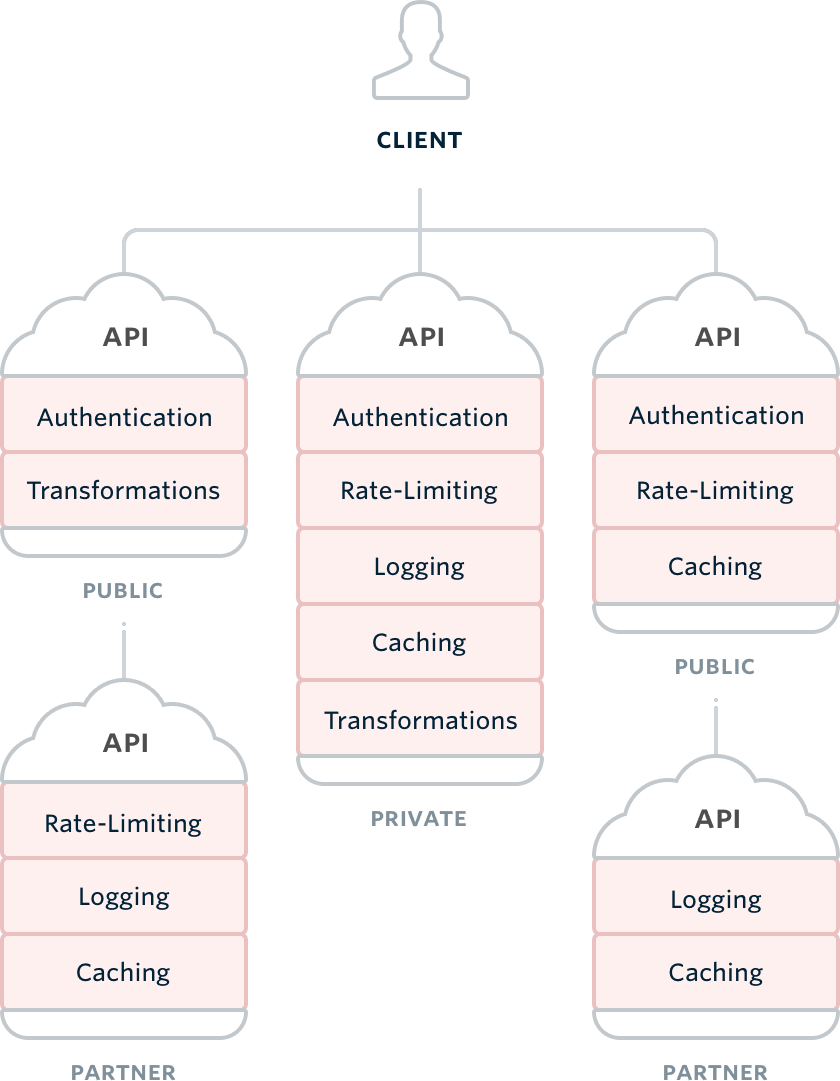 CLIENT
API
Authentication
Transformations
PUBLIC
API
Rate-Limiting
Logging
Caching
PARTNER
API
Authentication
Rate-Limiting
Logging
Caching
Transformations
PRIVATE
API
Authentication
Rate-Limiting
Caching
PUBLIC
API
Logging
Caching
PARTNER